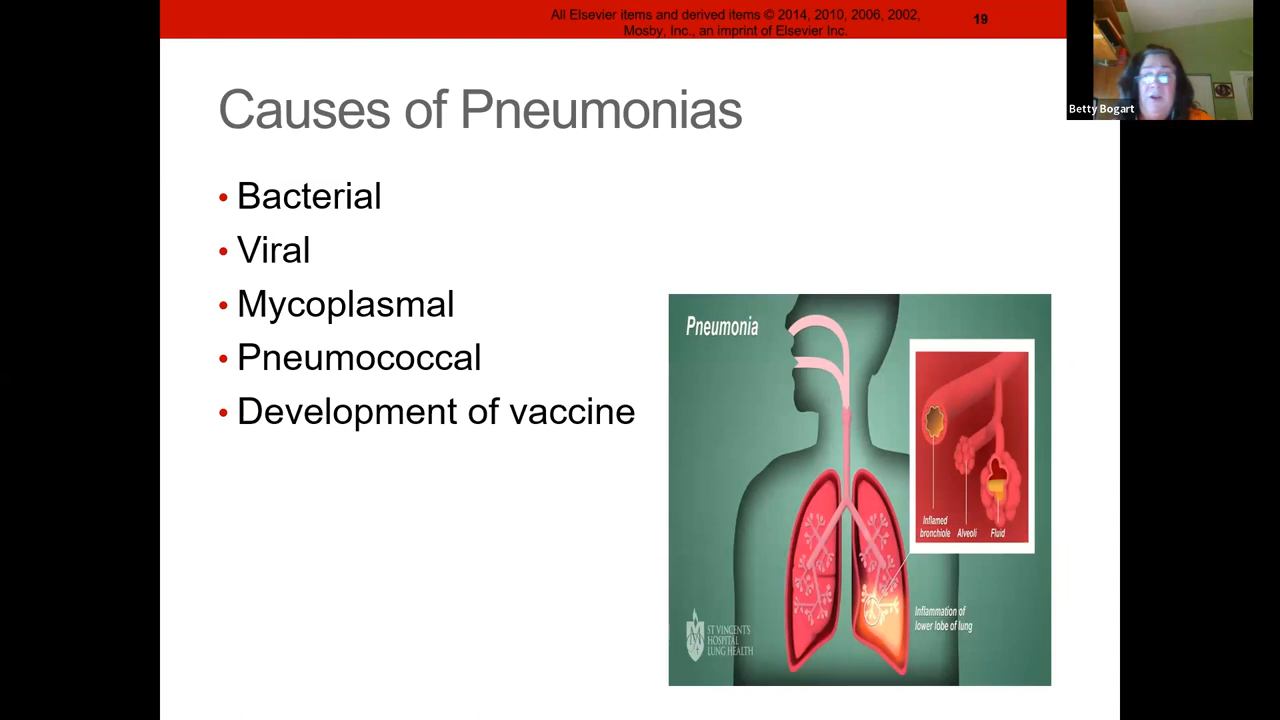 All Elsevier items and derived items © 2014, 2010, 2006, 2002,
Mosby, Inc., an imprint of Elsevier Inc.
19
Betty Bogart
Causes of Pneumonias
• Bacterial
• Viral
• Mycoplasmal
• Pneumococcal
• Development of vaccine
Pneumonia
Inflamed
bronchiole
Alveoli
Fluid
Inflammation of
lower lobe of lung
ST VINCENT'S
HOSPITAL
LUNG HEALTH